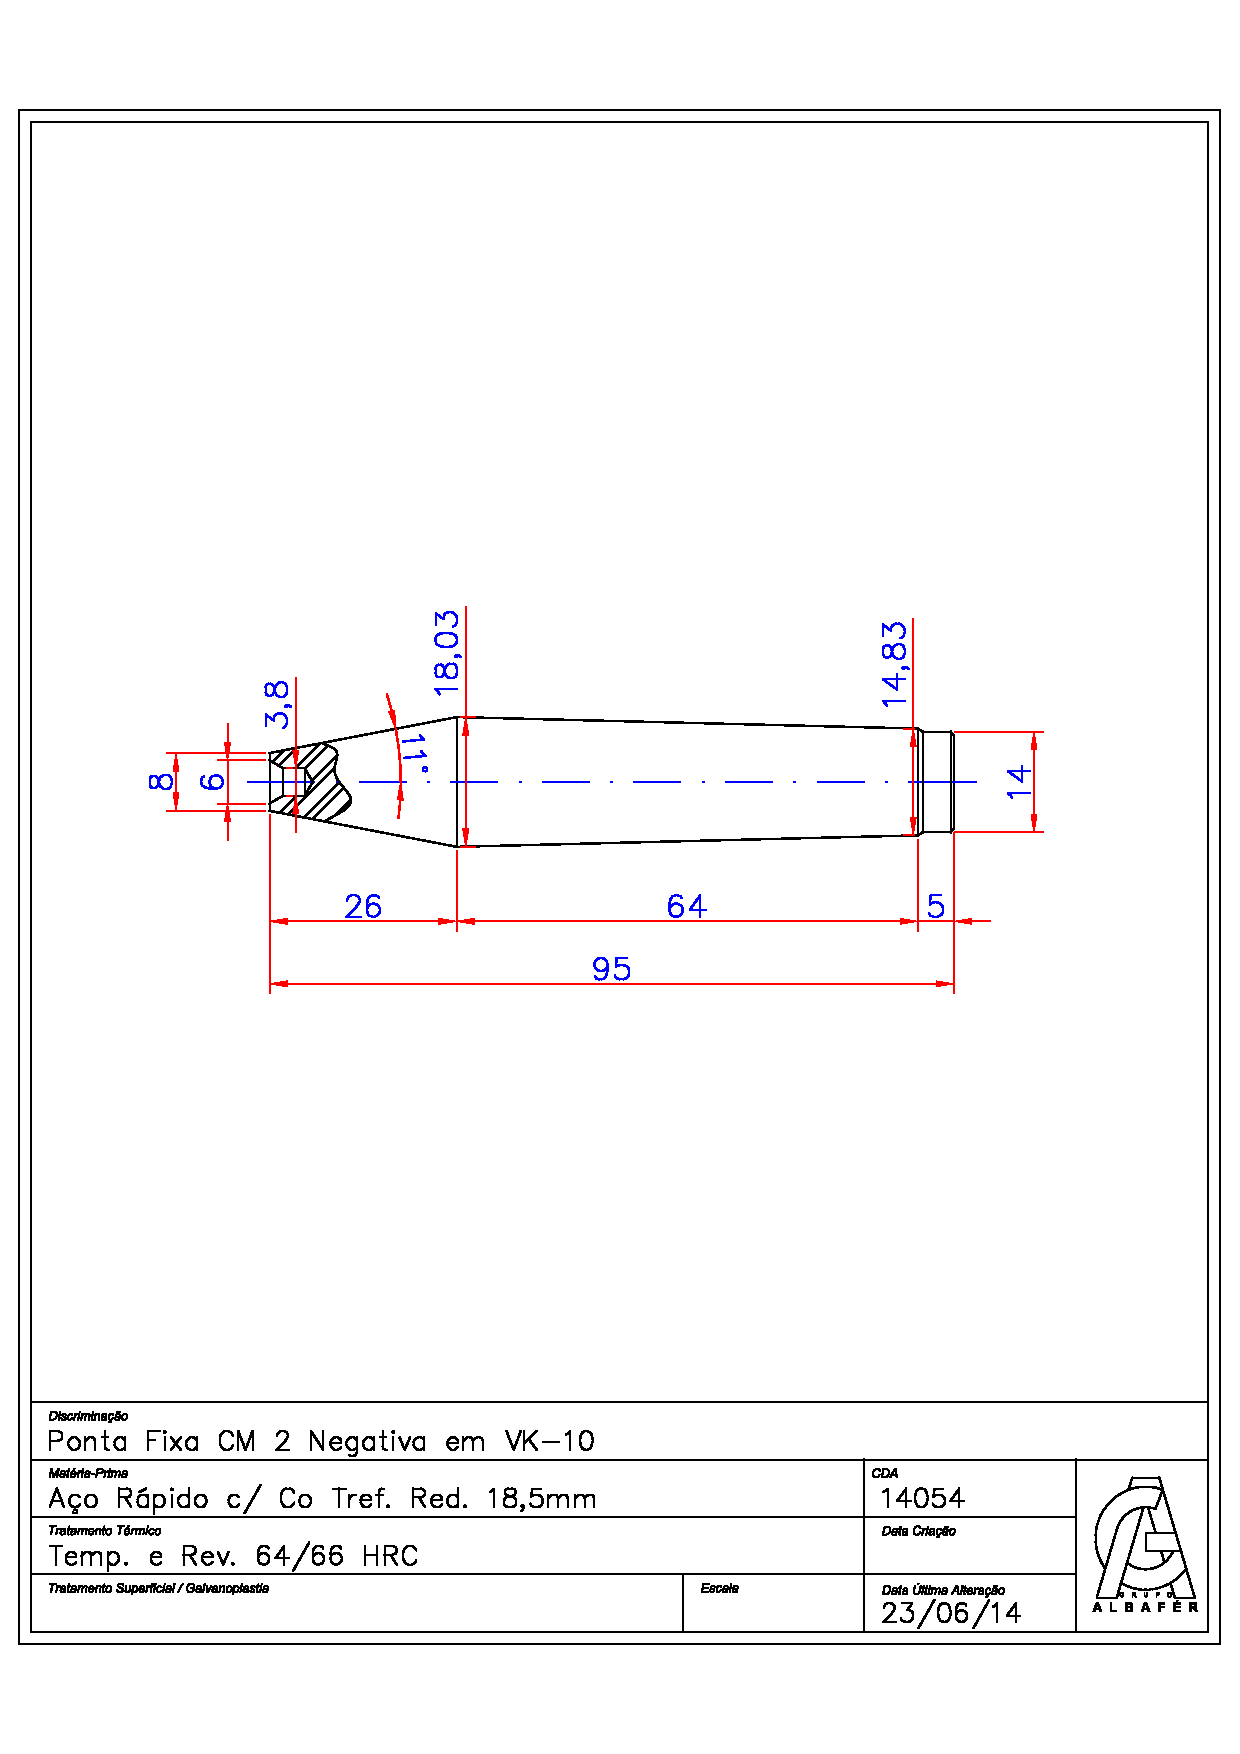 18,03
14,83
3,8
11°
8
6
14
26
64
5
95
Discriminação
Ponta Fixa CM 2 Negativa em VK-10
Matéria-Prima
Aço Rápido c/ Co Tref. Red. 18,5mm
CDA
14054
Tratamento Térmico
Temp. e Rev. 64/66 HRC
Data Criação
Tratamento Superficial / Galvanoplastia
Escala
Data Última Alteração
23/06/14
GRUPO
ALBAFÉR